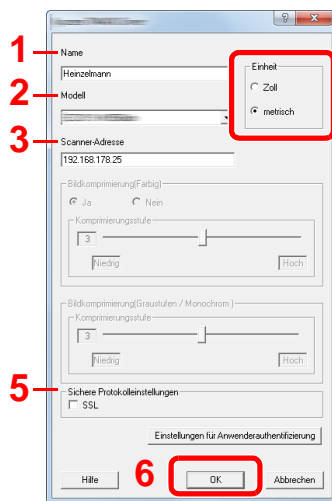 1
Name
Heinzelmann
Einheit
Zoll
metrisch
2
Modell
3
Scanner-Adresse
192.168.178.25
Bildkomprimierung(Farbig)
Ja Nein
Komprimierungsstufe
3
Niedrig Hoch
Bildkomprimierung(Graustufen / Monochrom )
Komprimierungsstufe
3
Niedrig Hoch
5
Sichere Protokolleinstellungen
SSL
Einstellungen für Anwenderauthentifizierung
6
Hilfe OK Abbrechen